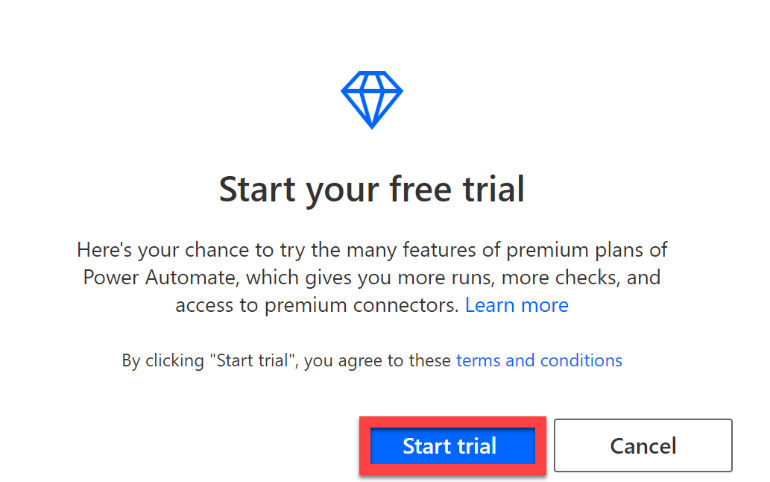 Start your free trial
Here's your chance to try the many features of premium plans of
Power Automate, which gives you more runs, more checks, and
access to premium connectors. Learn more
By clicking "Start trial", you agree to these terms and conditions
Start trial
Cancel